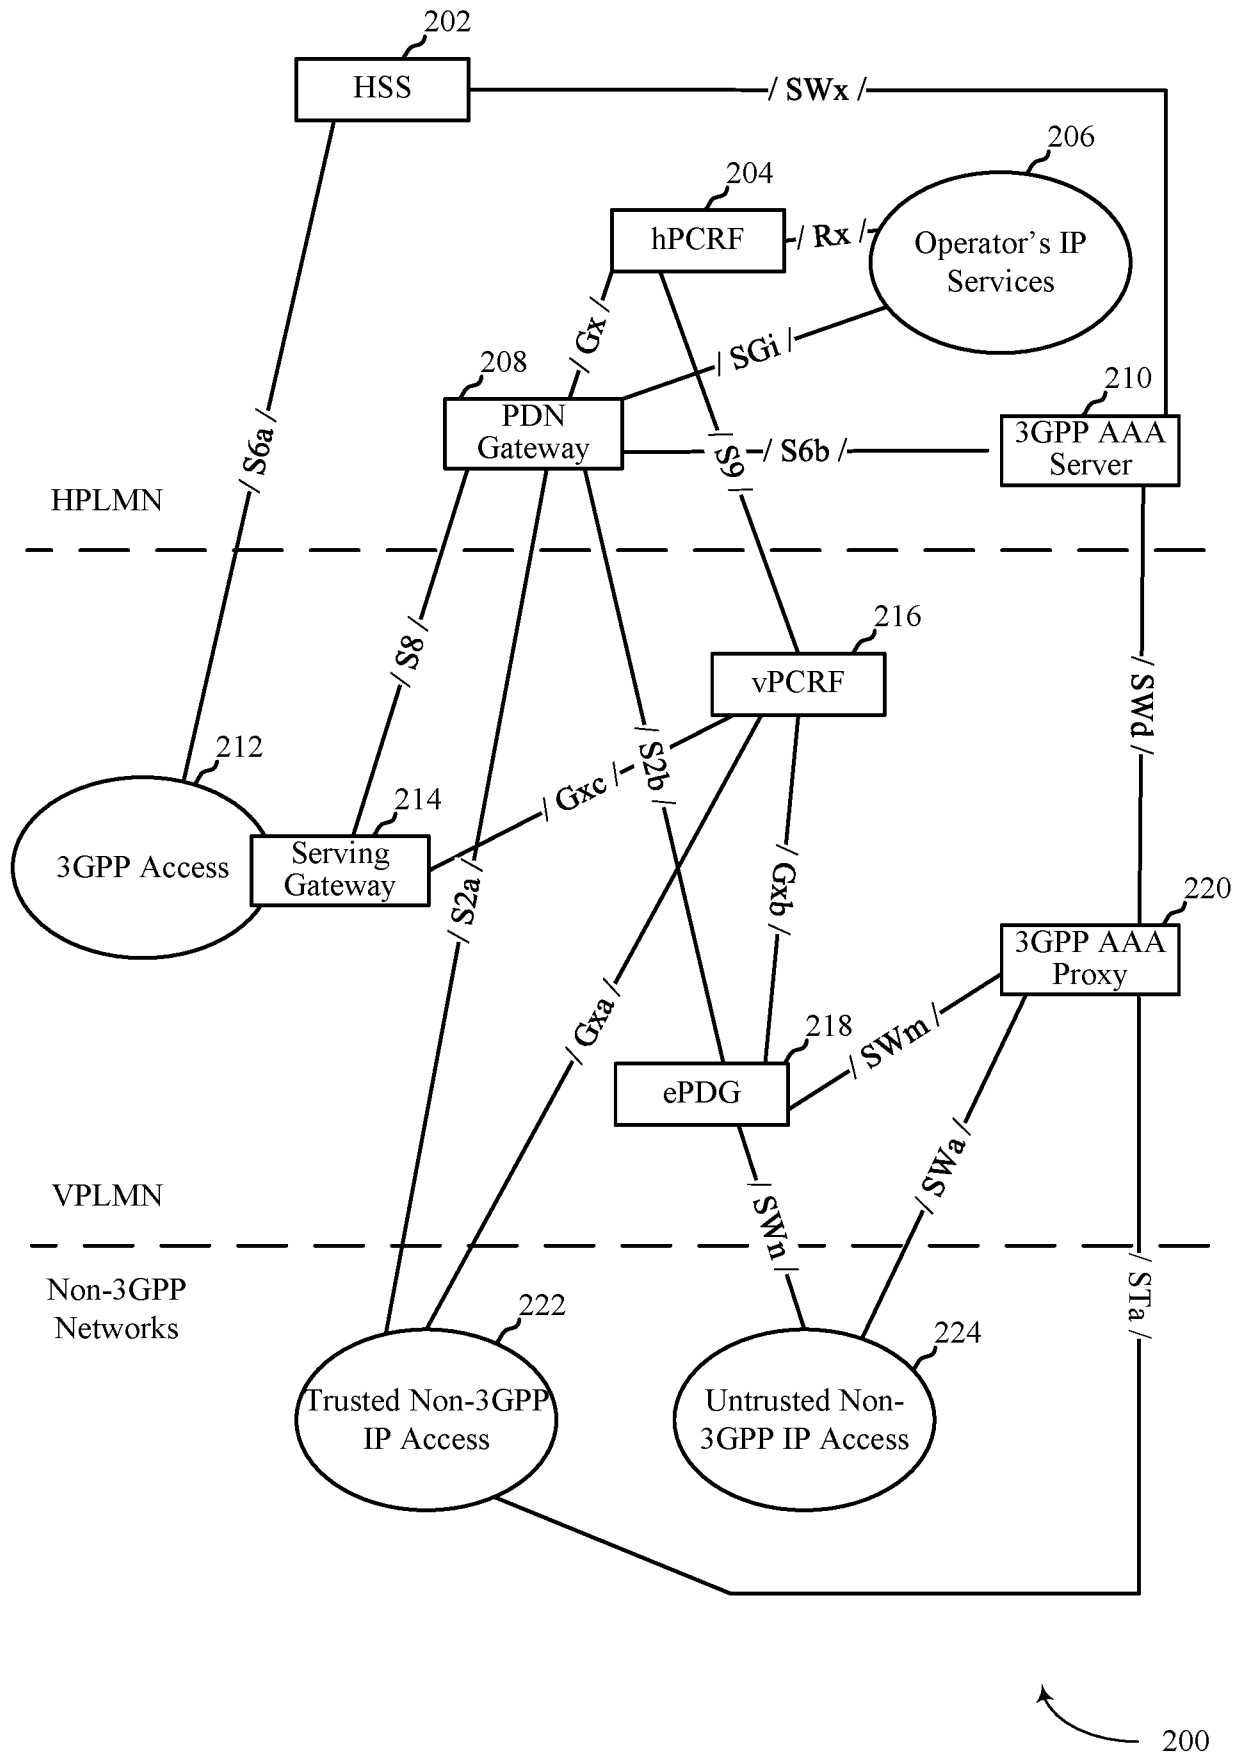 202
HSS
SWx
206
204
hPCRF
Rx
Operator's IP
Services
Gx
SGi
208
210
PDN
Gateway
S6a
S9
S6b
3GPP AAA
Server
HPLMN
S8
216
vPCRF
SWd
212
S2b
214
Gxc
3GPP Access
Serving
Gateway
S2a
Gxb
220
3GPP AAA
Proxy
Gxa
218
SWm
ePDG
SWa
VPLMN
SWn
Non-3GPP
Networks
STa
222
224
Trusted Non-3GPP
IP Access
Untrusted Non-
3GPP IP Access
200